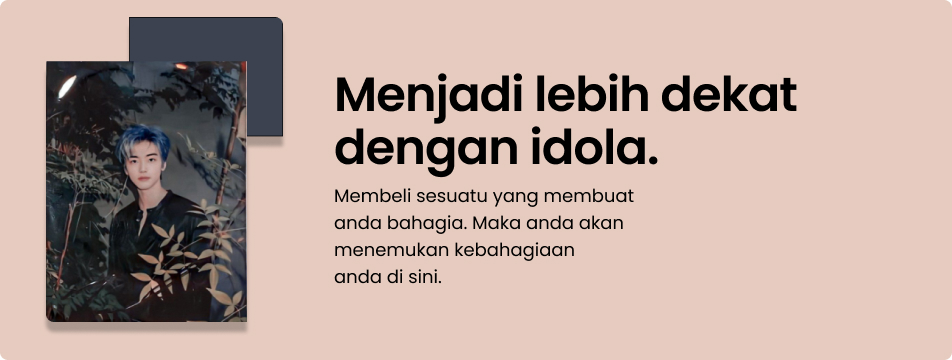 Menjadi lebih dekat
dengan idola.
Membeli sesuatu yang membuat
anda bahagia. Maka anda akan
menemukan kebahagiaan
anda di sini.